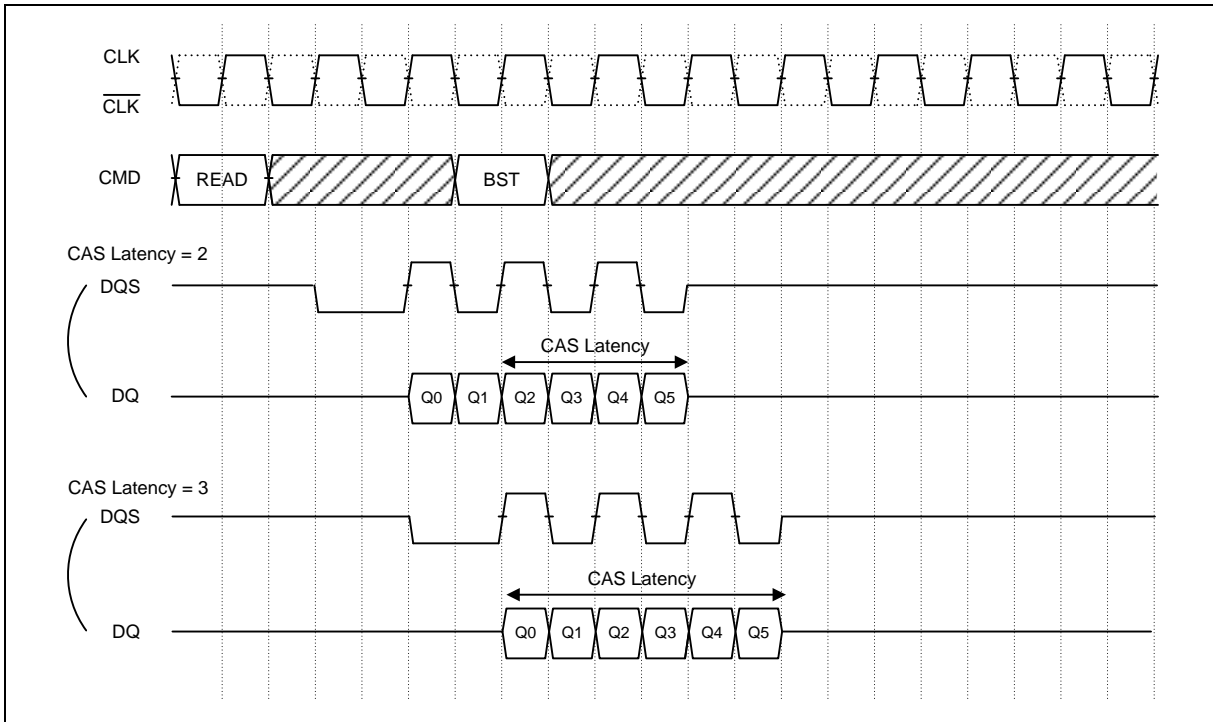 CLK
C̅L̅K̅
CMD READ BST
CAS Latency = 2
DQS
CAS Latency
DQ Q0 Q1 Q2 Q3 Q4 Q5
CAS Latency = 3
DQS
CAS Latency
DQ Q0 Q1 Q2 Q3 Q4 Q5